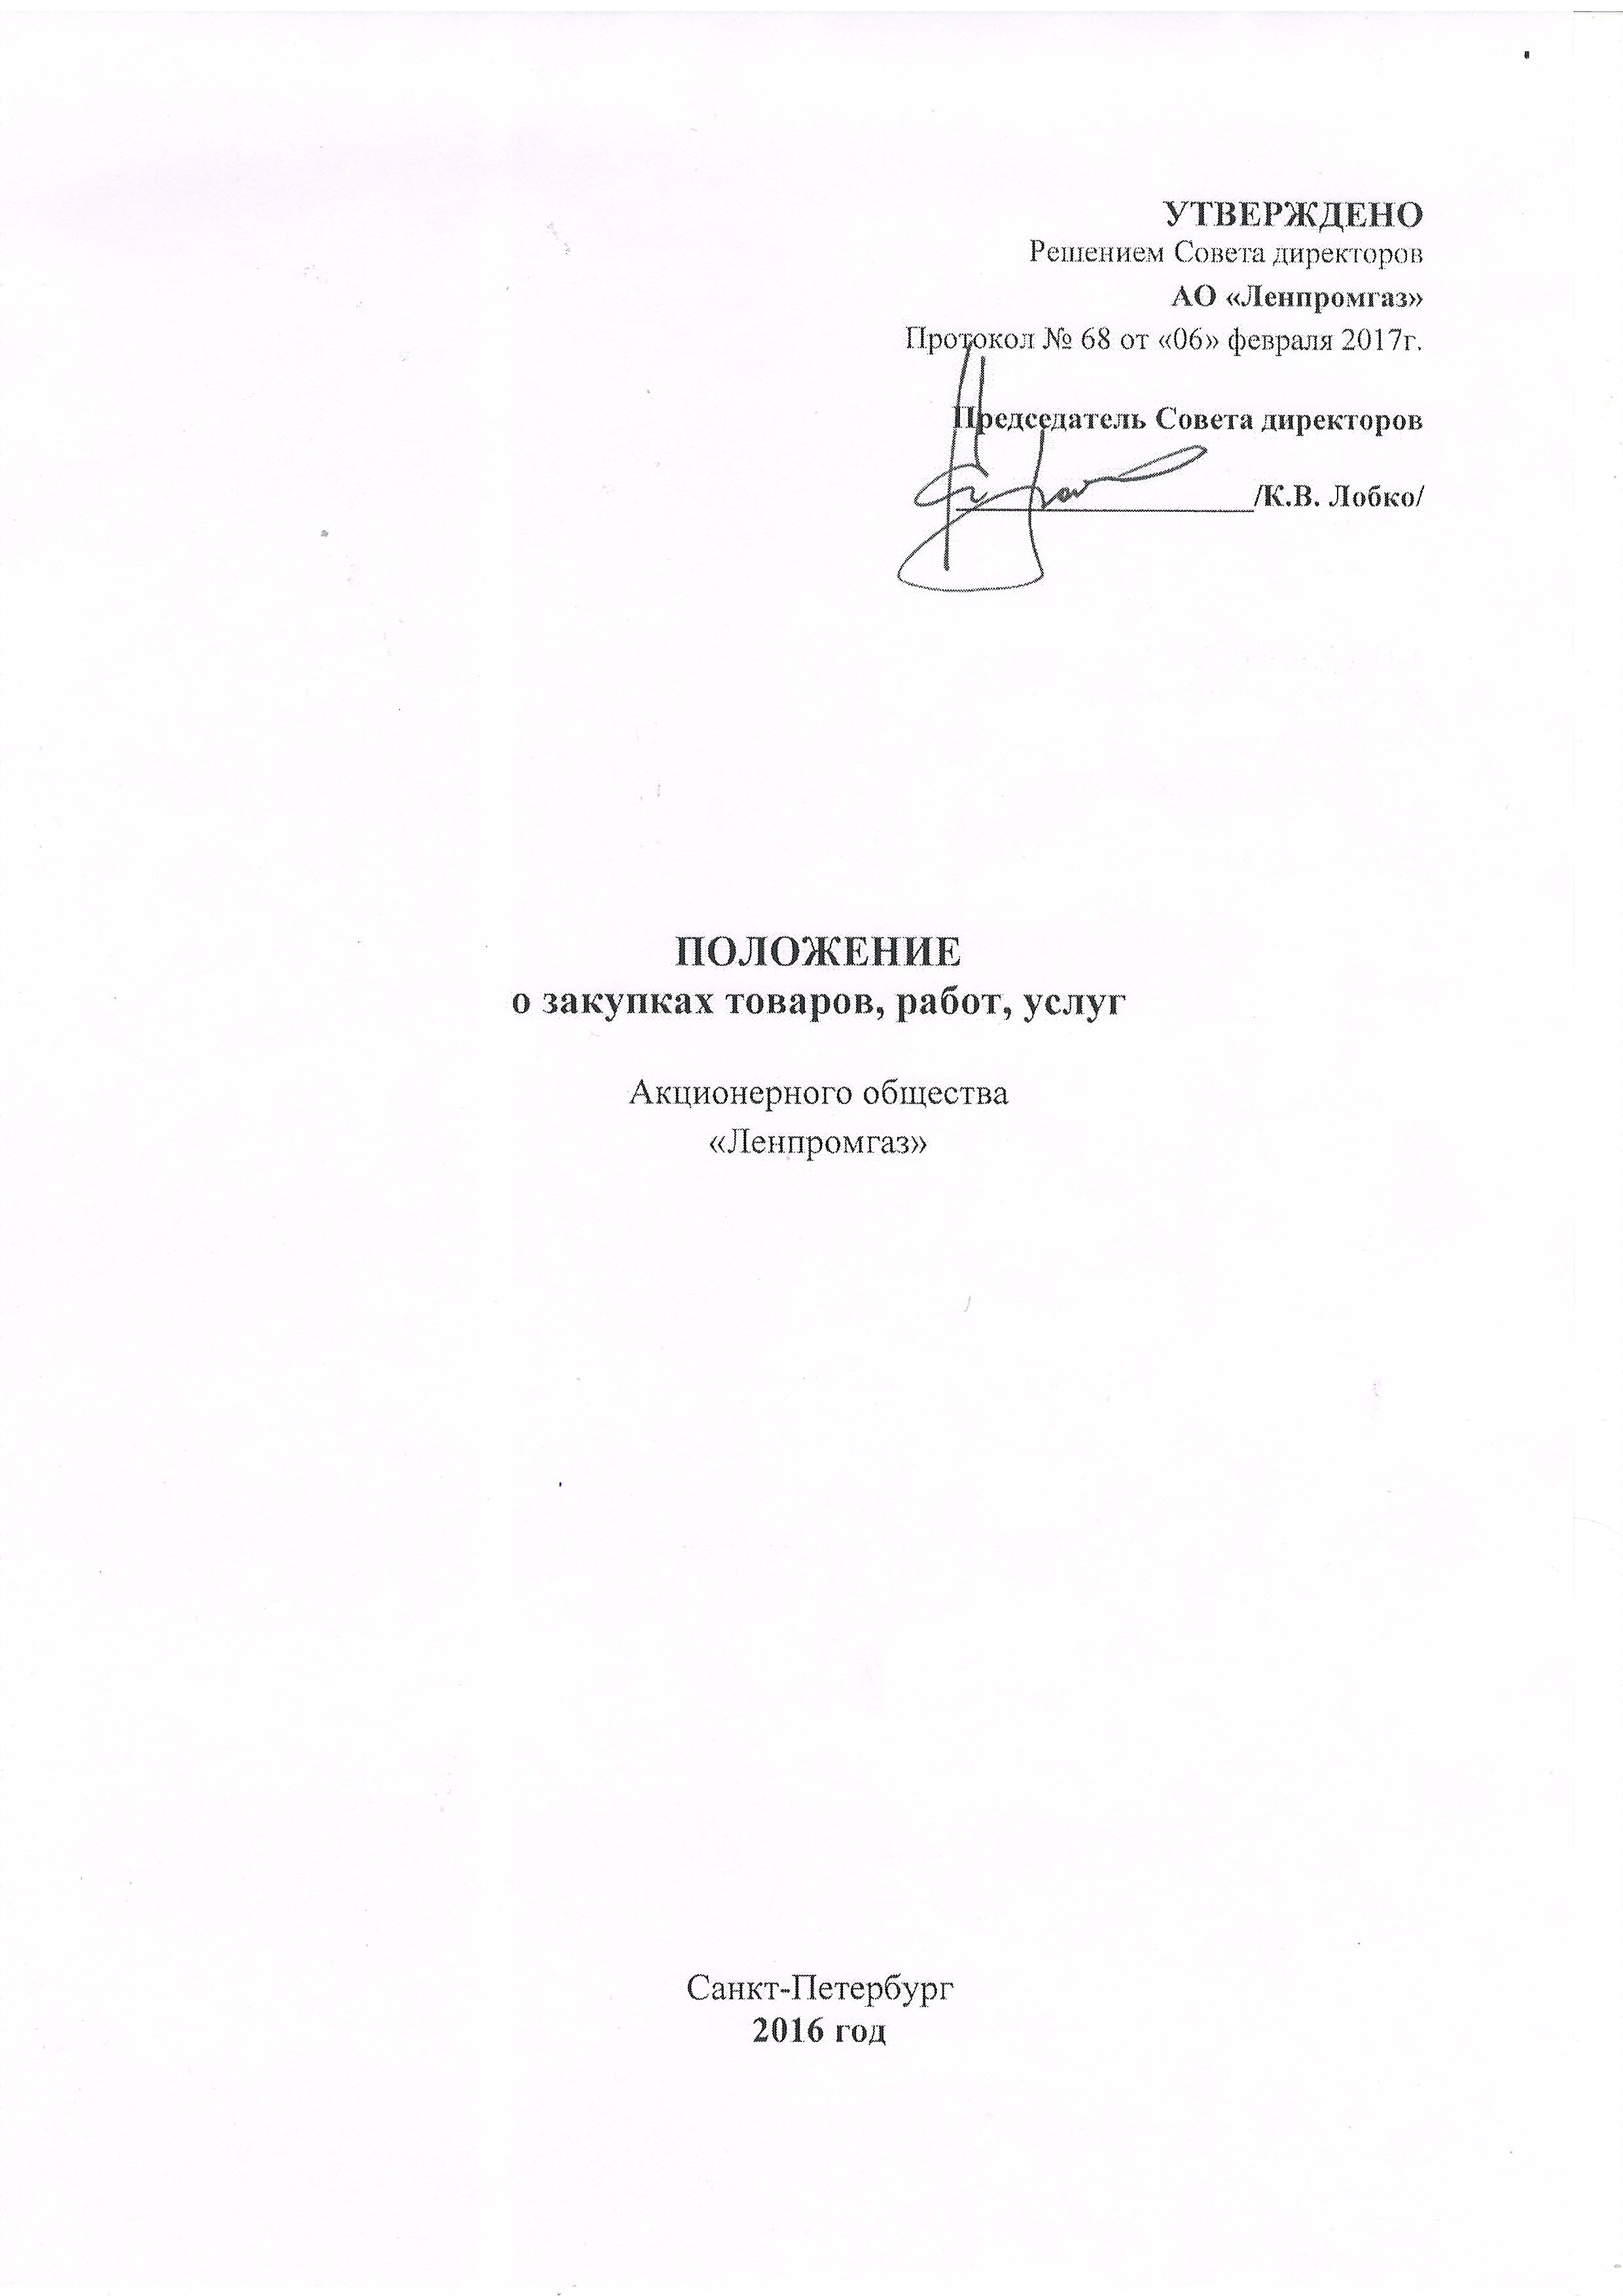 УТВЕРЖДЕНО
Решением Совета директоров
АО «Ленпромгаз»
Протокол № 68 от «06» февраля 2017г.
Председатель Совета директоров
/К.В. Лобко/
ПОЛОЖЕНИЕ
о закупках товаров, работ, услуг
Акционерного общества
«Ленпромгаз»
Санкт-Петербург
2016 год